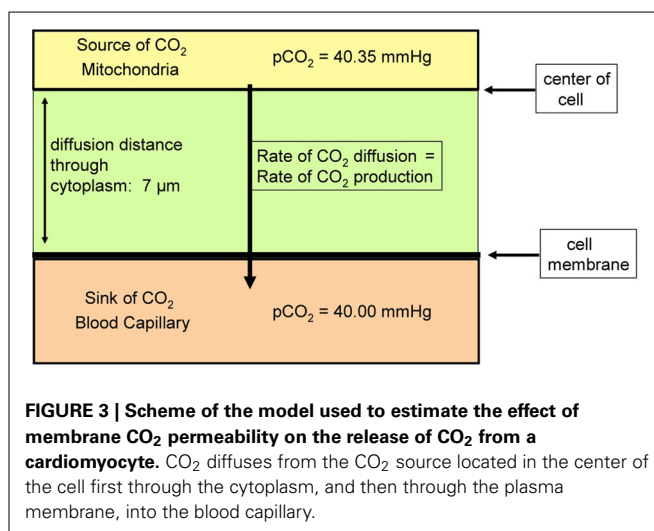 Source of CO₂
Mitochondria
pCO₂ = 40.35 mmHg
center of
cell
diffusion distance
through
cytoplasm: 7 µm
Rate of CO₂ diffusion =
Rate of CO₂ production
cell
membrane
Sink of CO₂
Blood Capillary
pCO₂ = 40.00 mmHg
FIGURE 3 | Scheme of the model used to estimate the effect of
membrane CO₂ permeability on the release of CO₂ from a
cardiomyocyte. CO₂ diffuses from the CO₂ source located in the center of
the cell first through the cytoplasm, and then through the plasma
membrane, into the blood capillary.